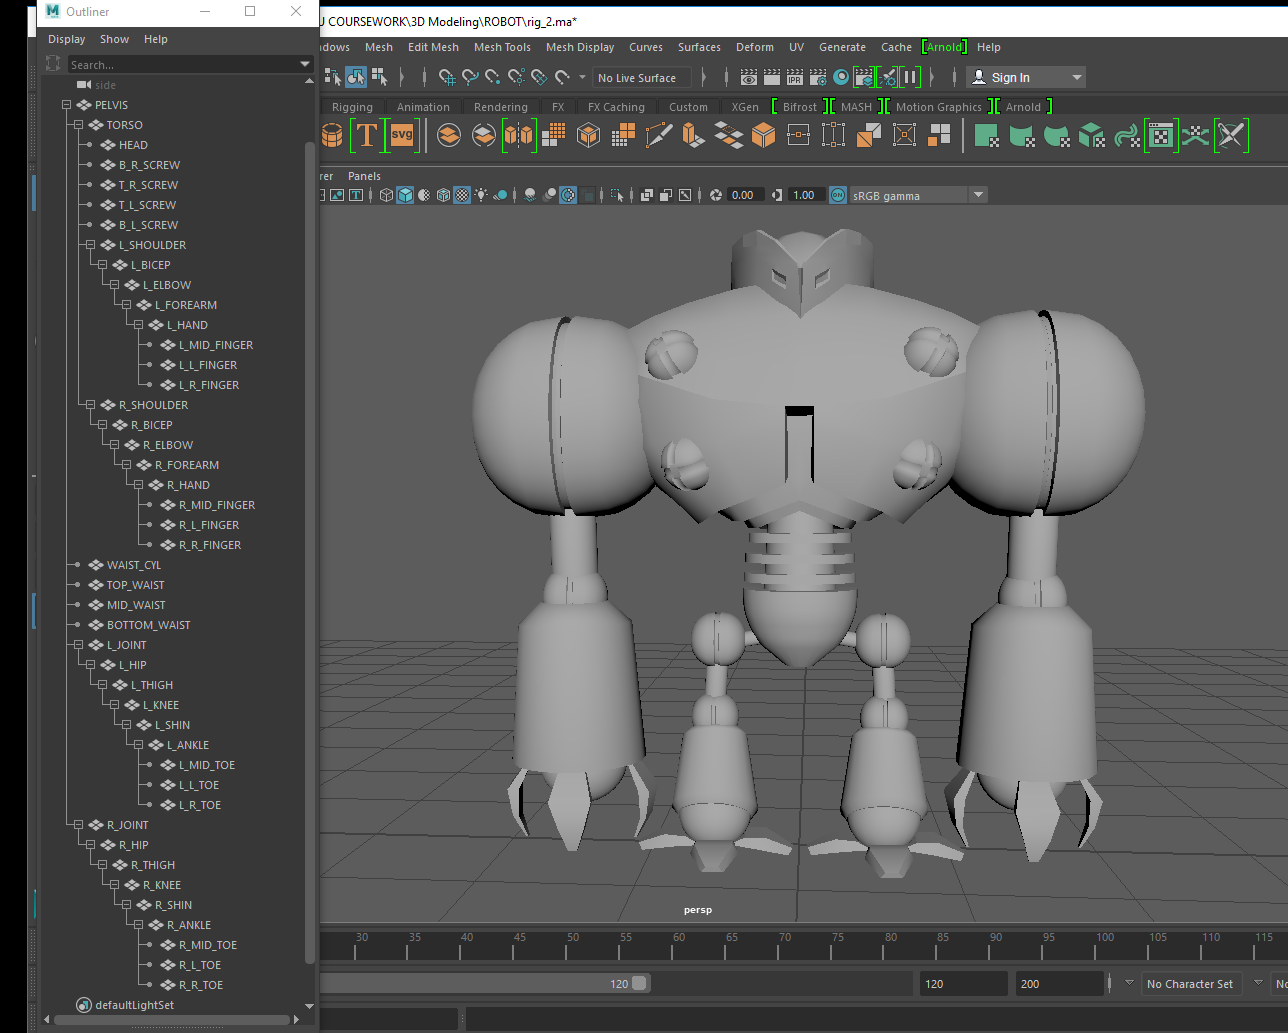 Outliner
Display Show Help
Search...
side
PELVIS
TORSO
HEAD
B_R_SCREW
T_R_SCREW
T_L_SCREW
B_L_SCREW
L_SHOULDER
L_BICEP
L_ELBOW
L_FOREARM
L_HAND
L_MID_FINGER
L_L_FINGER
L_R_FINGER
R_SHOULDER
R_BICEP
R_ELBOW
R_FOREARM
R_HAND
R_MID_FINGER
R_L_FINGER
R_R_FINGER
WAIST_CYL
TOP_WAIST
MID_WAIST
BOTTOM_WAIST
L_JOINT
L_HIP
L_THIGH
L_KNEE
L_SHIN
L_ANKLE
L_MID_TOE
L_L_TOE
L_R_TOE
R_JOINT
R_HIP
R_THIGH
R_KNEE
R_SHIN
R_ANKLE
R_MID_TOE
R_L_TOE
R_R_TOE
defaultLightSet
U COURSEWORK\3D Modeling\ROBOT\rig_2.ma*
dows Mesh Edit Mesh Mesh Tools Mesh Display Curves Surfaces Deform UV Generate Cache [Arnold] Help
No Live Surface IPR Sign In
Rigging Animation Rendering FX FX Caching Custom XGen Bifrost MASH Motion Graphics Arnold
T SVG
rer Panels
0.00 1.00 ON sRGB gamma
persp
30 35 40 45 50 55 60 65 70 75 80 85 90 95 100 105 110 115
120 120 200 No Character Set No